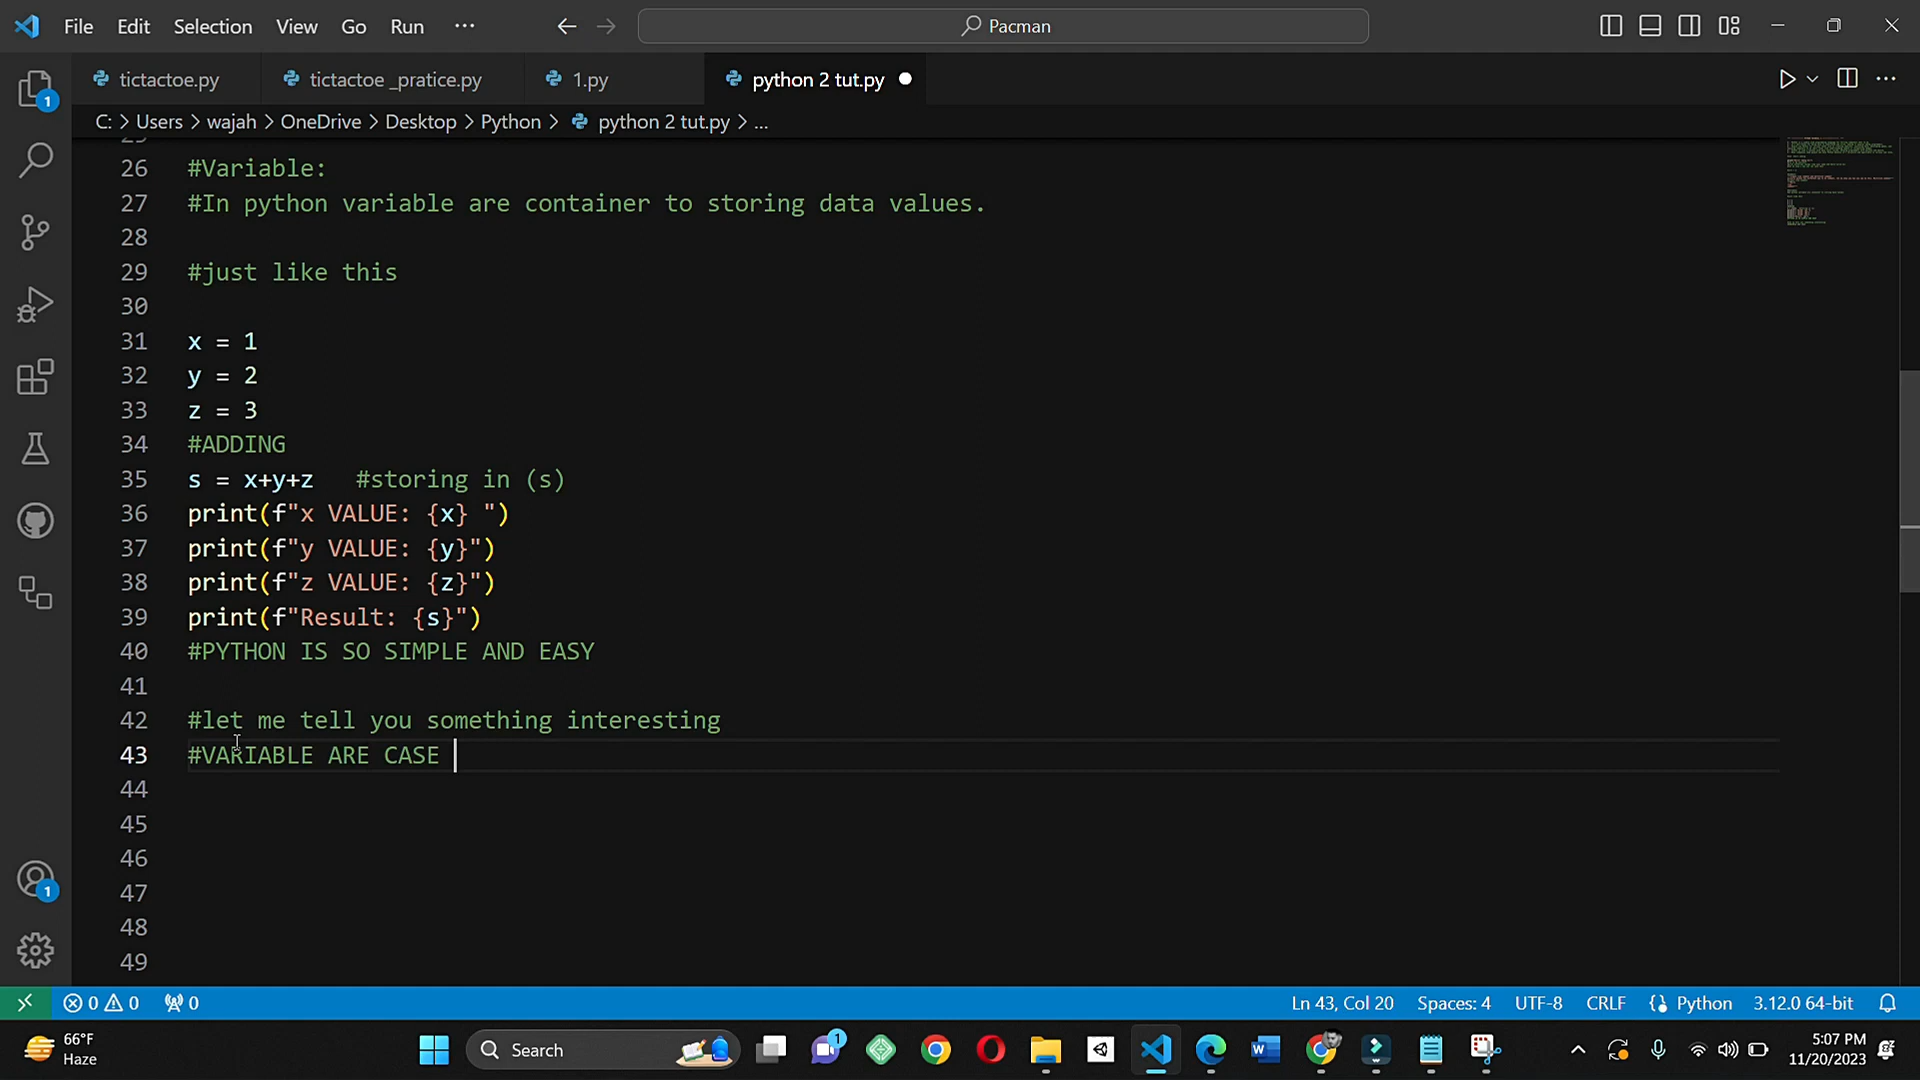 File Edit Selection View Go Run ... Pacman
tictactoe.py tictactoe _pratice.py 1.py python 2 tut.py
C: > Users > wajah > OneDrive > Desktop > Python > python 2 tut.py > ...
26 #Variable:
27 #In python variable are container to storing data values.
28
29 #just like this
30
31 x = 1
32 y = 2
33 z = 3
34 #ADDING
35 s = x+y+z #storing in (s)
36 print(f"x VALUE: {x} ")
37 print(f"y VALUE: {y}")
38 print(f"z VALUE: {z}")
39 print(f"Result: {s}")
40 #PYTHON IS SO SIMPLE AND EASY
41
42 #let me tell you something interesting
43 #VARIABLE ARE CASE
44
45
46
47
48
49
1
1
0 0 0 Ln 43, Col 20 Spaces: 4 UTF-8 CRLF Python 3.12.0 64-bit
66°F
Haze
Search
1
5:07 PM
11/20/2023